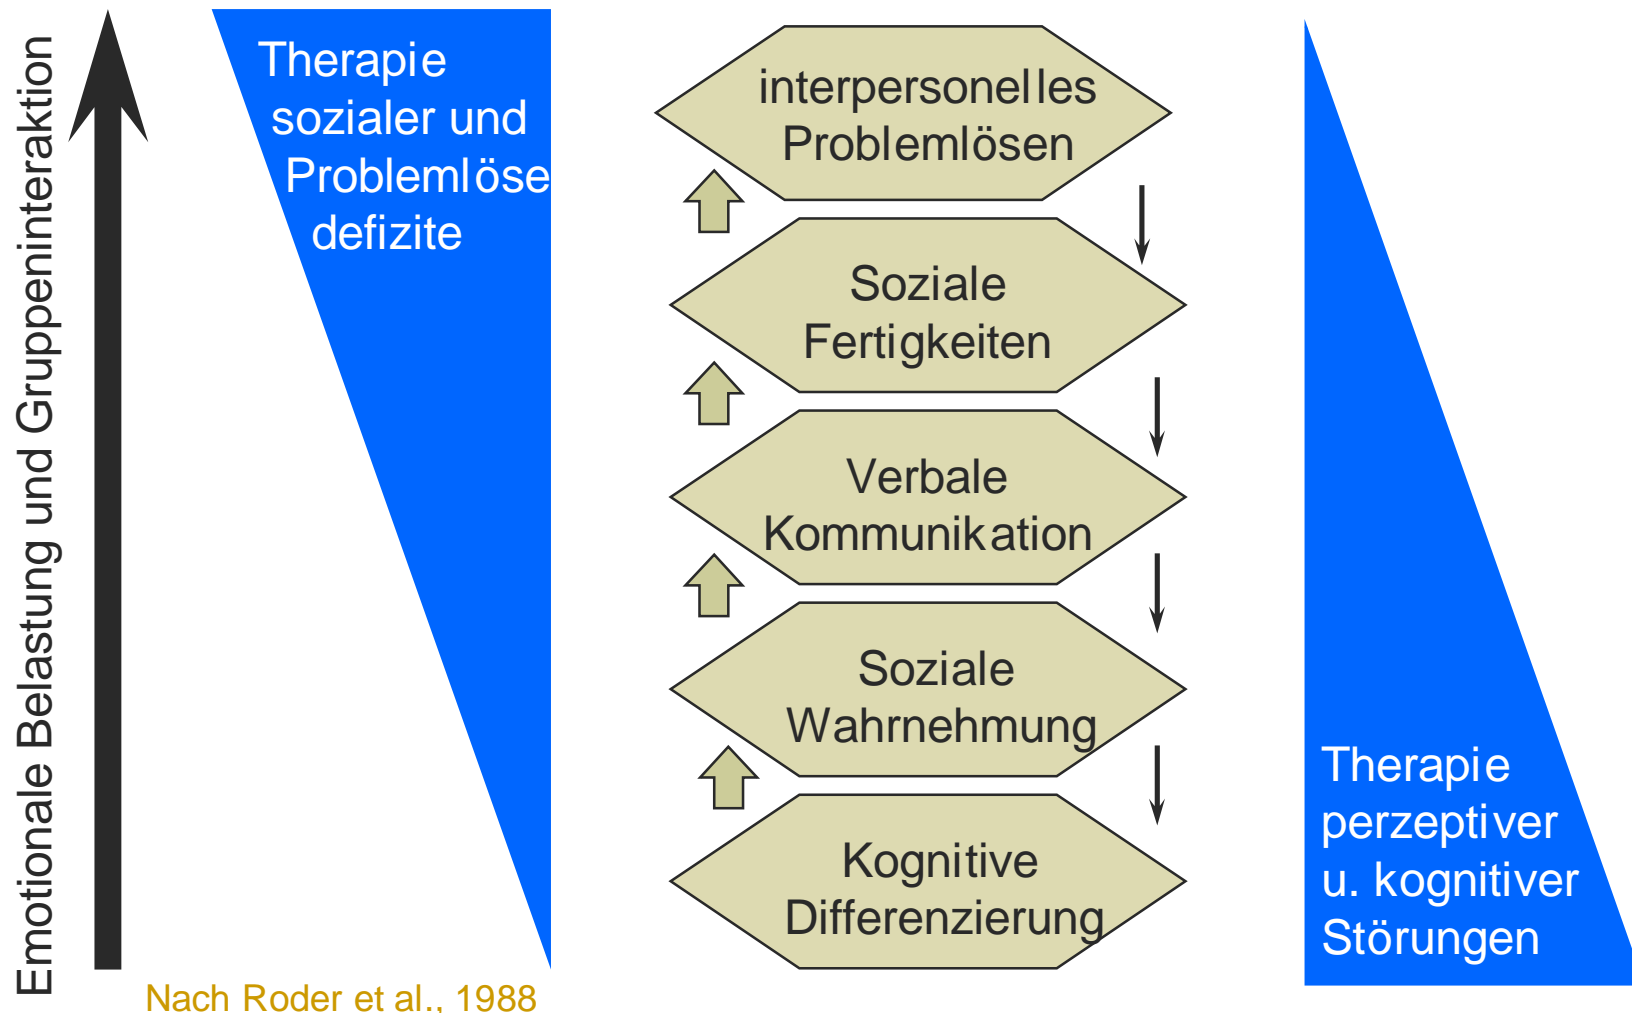 Emotionale Belastung und Gruppeninteraktion
Therapie
sozialer und
Problemlöse
defizite
interpersonelles
Problemlösen
Soziale
Fertigkeiten
Verbale
Kommunikation
Soziale
Wahrnehmung
Kognitive
Differenzierung
Therapie
perzeptiver
u. kognitiver
Störungen
Nach Roder et al., 1988